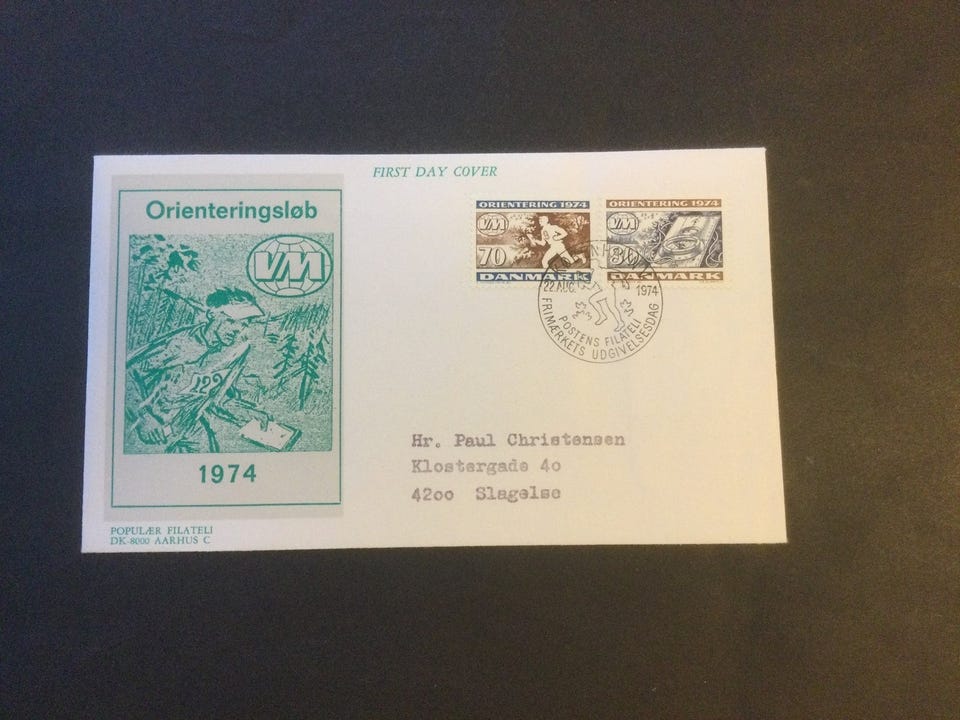 FIRST DAY COVER
Orienteringsløb
VM
129
1974
POPULÆR FILATELI
DK-8000 AARHUS C
ORIENTERING 1974
VM
70
DANMARK
ORIENTERING 1974
VM
80
DANMARK
22. AUG. 1974
POSTENS FILATELI
FRIMÆRKETS UDGIVELSESDAG
Hr. Paul Christensen
Klostergade 4o
42oo Slagelse